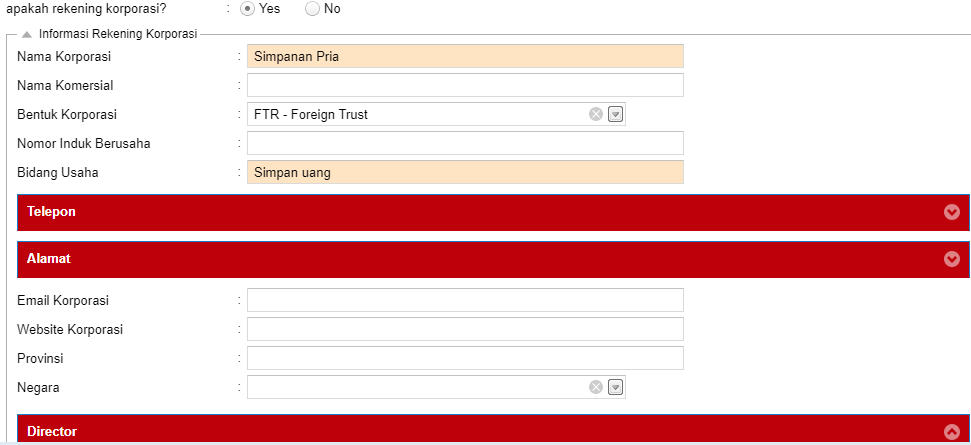 apakah rekening korporasi? : Yes No
Informasi Rekening Korporasi
Nama Korporasi : Simpanan Pria
Nama Komersial :
Bentuk Korporasi : FTR - Foreign Trust
Nomor Induk Berusaha :
Bidang Usaha : Simpan uang
Telepon
Alamat
Email Korporasi :
Website Korporasi :
Provinsi :
Negara :
Director